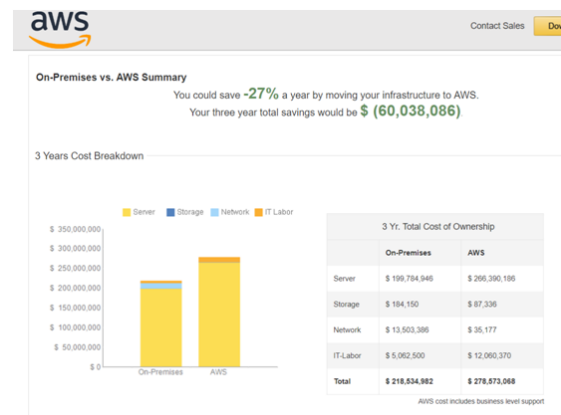 aws
Contact Sales
Dow
On-Premises vs. AWS Summary
You could save -27% a year by moving your infrastructure to AWS.
Your three year total savings would be $ (60,038,086)
3 Years Cost Breakdown
Server Storage Network IT Labor
$ 350,000,000
$ 300,000,000
$ 250,000,000
$ 200,000,000
$ 150,000,000
$ 100,000,000
$ 50,000,000
$ 0
On-Premises AWS
3 Yr. Total Cost of Ownership
On-Premises AWS
Server $ 199,784,946 $ 266,390,186
Storage $ 184,150 $ 87,336
Network $ 13,503,386 $ 35,177
IT-Labor $ 5,062,500 $ 12,060,370
Total $ 218,534,982 $ 278,573,068
AWS cost includes business level support